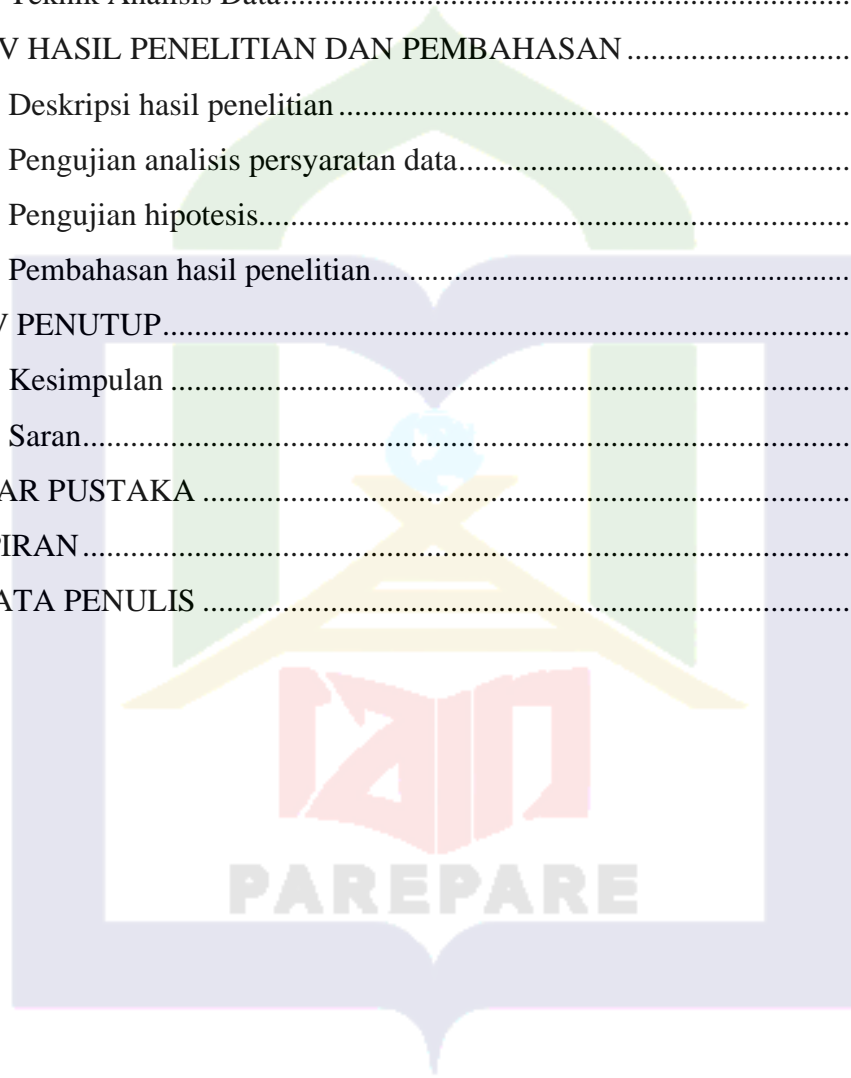 Teknik Analisis Data........................................................................
V HASIL PENELITIAN DAN PEMBAHASAN............................
Deskripsi hasil penelitian................................................................
Pengujian analisis persyaratan data.................................................
Pengujian hipotesis..........................................................................
Pembahasan hasil penelitian............................................................
V PENUTUP.....................................................................................
Kesimpulan.....................................................................................
Saran................................................................................................
AR PUSTAKA.................................................................................
PIRAN..............................................................................................
ATA PENULIS.................................................................................
iain
PAREPARE